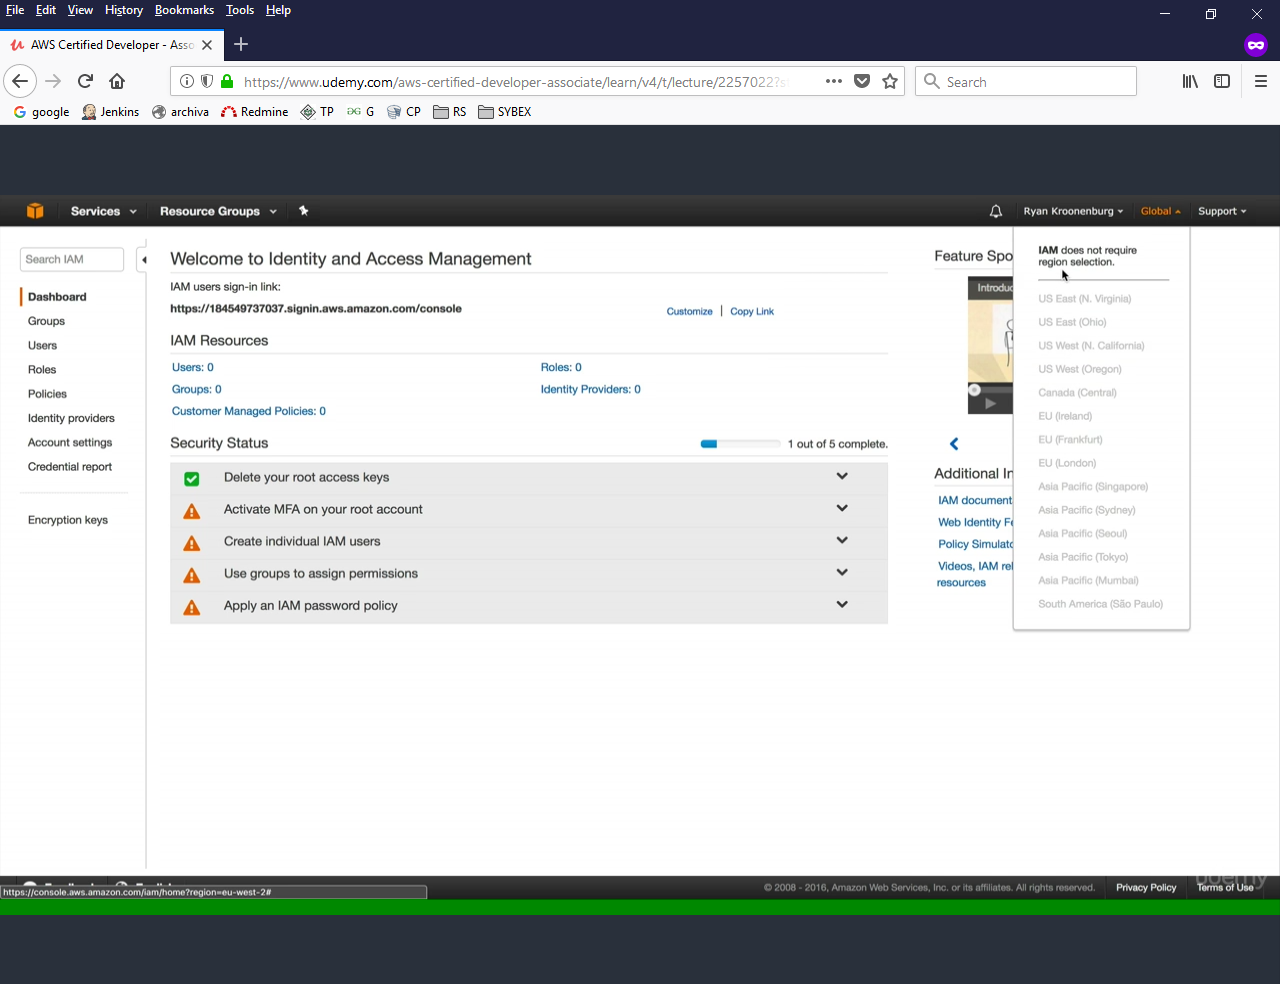 File Edit View History Bookmarks Tools Help
AWS Certified Developer - Asso
https://www.udemy.com/aws-certified-developer-associate/learn/v4/t/lecture/2257022?
Search
google Jenkins archiva Redmine TP G CP RS SYBEX
Services Resource Groups Ryan Kroonenburg Global Support
Search IAM
Dashboard
Groups
Users
Roles
Policies
Identity providers
Account settings
Credential report
Encryption keys
Welcome to Identity and Access Management
IAM users sign-in link:
https://184549737037.signin.aws.amazon.com/console
Customize | Copy Link
IAM Resources
Users: 0 Roles: 0
Groups: 0 Identity Providers: 0
Customer Managed Policies: 0
Security Status 1 out of 5 complete.
Delete your root access keys
Activate MFA on your root account
Create individual IAM users
Use groups to assign permissions
Apply an IAM password policy
Feature Spo
Introduc
Additional In
IAM document
Web Identity Fe
Policy Simulato
Videos, IAM rel
resources
IAM does not require
region selection.
US East (N. Virginia)
US East (Ohio)
US West (N. California)
US West (Oregon)
Canada (Central)
EU (Ireland)
EU (Frankfurt)
EU (London)
Asia Pacific (Singapore)
Asia Pacific (Sydney)
Asia Pacific (Seoul)
Asia Pacific (Tokyo)
Asia Pacific (Mumbai)
South America (São Paulo)
https://console.aws.amazon.com/iam/home?region=eu-west-2#
© 2008 - 2016, Amazon Web Services, Inc. or its affiliates. All rights reserved. Privacy Policy Terms of Use
udemy